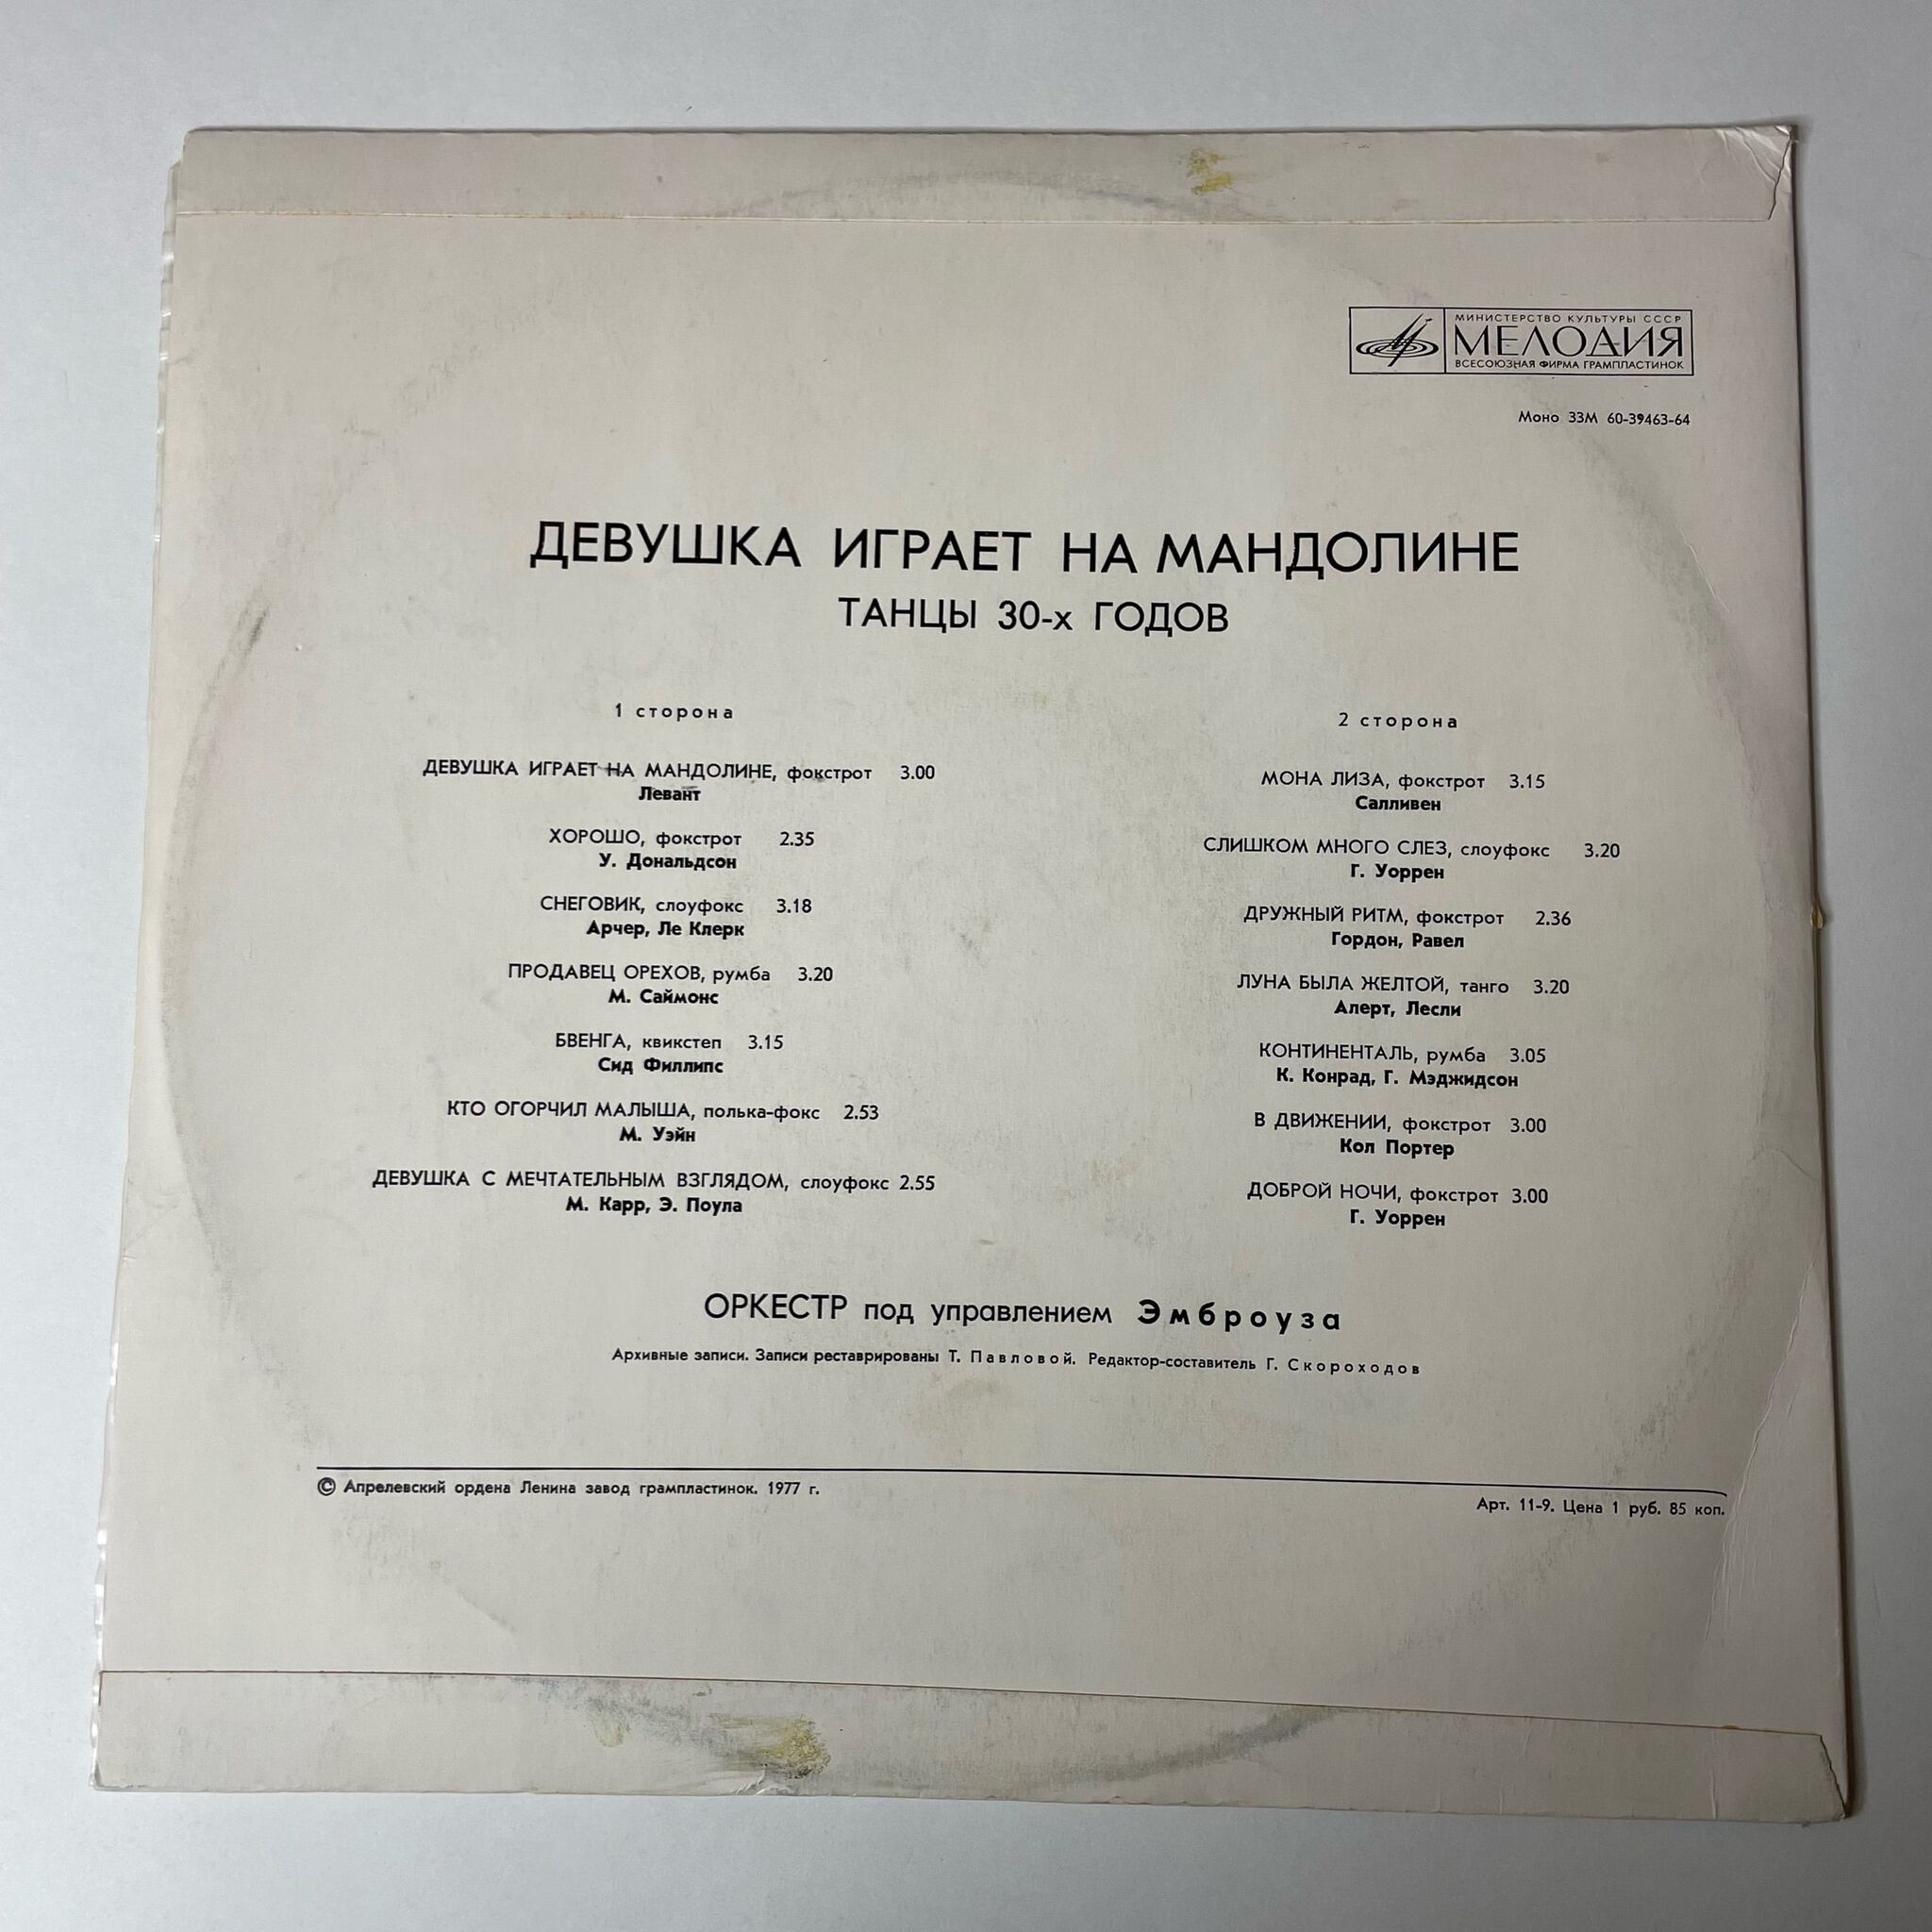 МИНИСТЕРСТВО КУЛЬТУРЫ СССР
МЕЛОДИЯ
ВСЕСОЮЗНАЯ ФИРМА ГРАМПЛАСТИНОК
Моно 33М 60-39463-64
ДЕВУШКА ИГРАЕТ НА МАНДОЛИНЕ
ТАНЦЫ 30-х ГОДОВ
1 сторона
ДЕВУШКА ИГРАЕТ НА МАНДОЛИНЕ, фокстрот 3.00
Левант
ХОРОШО, фокстрот 2.35
У. Дональдсон
СНЕГОВИК, слоуфокс 3.18
Арчер, Ле Клерк
ПРОДАВЕЦ ОРЕХОВ, румба 3.20
М. Саймонс
БВЕНГА, квикстеп 3.15
Сид Филлипс
КТО ОГОРЧИЛ МАЛЫША, полька-фокс 2.53
М. Уэйн
ДЕВУШКА С МЕЧТАТЕЛЬНЫМ ВЗГЛЯДОМ, слоуфокс 2.55
М. Карр, Э. Поула
2 сторона
МОНА ЛИЗА, фокстрот 3.15
Салливен
СЛИШКОМ МНОГО СЛЕЗ, слоуфокс 3.20
Г. Уоррен
ДРУЖНЫЙ РИТМ, фокстрот 2.36
Гордон, Равел
ЛУНА БЫЛА ЖЕЛТОЙ, танго 3.20
Алерт, Лесли
КОНТИНЕНТАЛЬ, румба 3.05
К. Конрад, Г. Мэджидсон
В ДВИЖЕНИИ, фокстрот 3.00
Кол Портер
ДОБРОЙ НОЧИ, фокстрот 3.00
Г. Уоррен
ОРКЕСТР под управлением Эмброуза
Архивные записи. Записи реставрированы Т. Павловой. Редактор-составитель Г. Скороходов
© Апрелевский ордена Ленина завод грампластинок. 1977 г.
Арт. 11-9. Цена 1 руб. 85 коп.